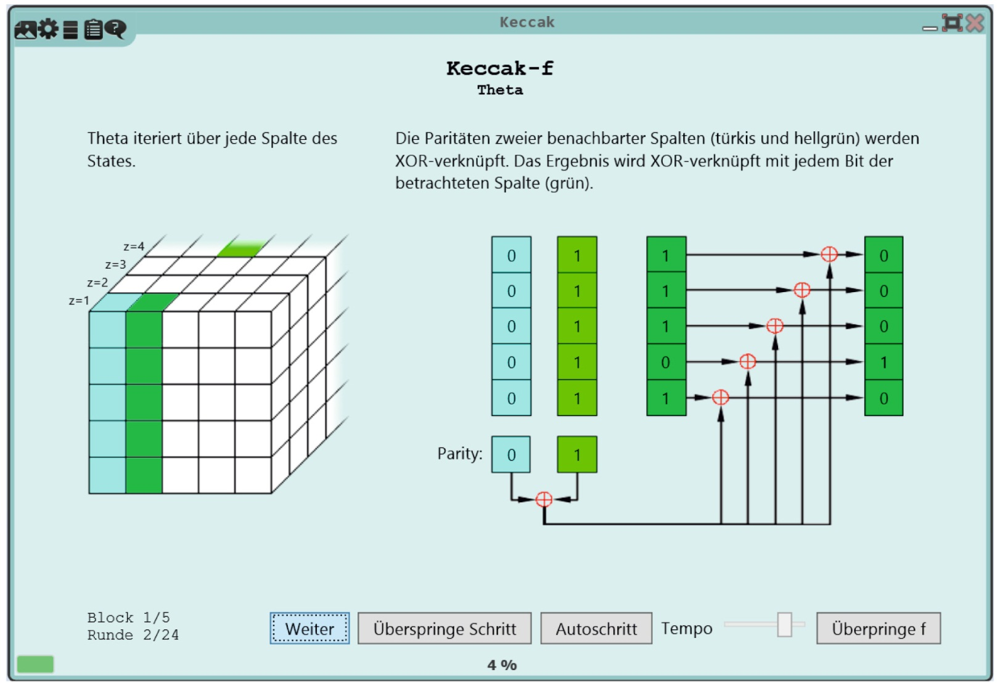 Keccak
Keccak-f
Theta
Theta iteriert über jede Spalte des
States.
Die Paritäten zweier benachbarter Spalten (türkis und hellgrün) werden
XOR-verknüpft. Das Ergebnis wird XOR-verknüpft mit jedem Bit der
betrachteten Spalte (grün).
z=4
z=3
z=2
z=1
0 1 1 0
0 1 1 0
0 1 1 0
0 1 0 1
0 1 1 0
Parity: 0 1
Block 1/5
Runde 2/24
Weiter
Überspringe Schritt
Autoschritt
Tempo
Überpringe f
4 %